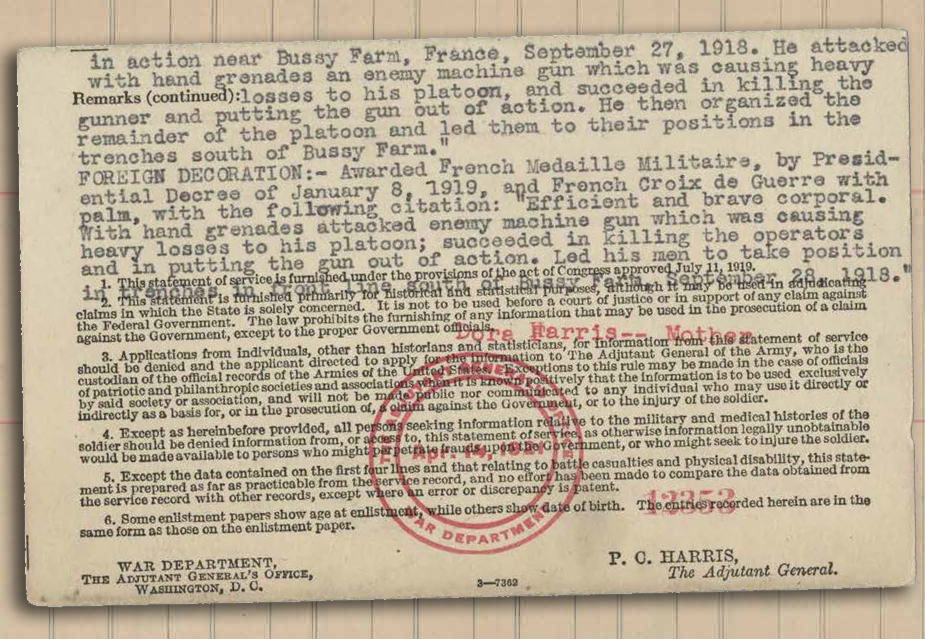 in action near Bussy Farm, France, September 27, 1918. He attacked
with hand grenades an enemy machine gun which was causing heavy
Remarks (continued): losses to his platoon, and succeeded in killing the
gunner and putting the gun out of action. He then organized the
remainder of the platoon and led them to their positions in the
trenches south of Bussy Farm."
FOREIGN DECORATION:- Awarded French Medaille Militaire, by Presid-
ential Decree of January 8, 1919, and French Croix de Guerre with
palm, with the following citation: "Efficient and brave corporal.
With hand grenades attacked enemy machine gun which was causing
heavy losses to his platoon; succeeded in killing the operators
and in putting the gun out of action. Led his men to take position
in trenches in front line south of Bussy Farm, September 28, 1918."
1. This statement of service is furnished under the provisions of the act of Congress approved July 11, 1919.
2. This statement is furnished primarily for historical and statistical purposes, although it may be used in adjudicating
claims in which the State is solely concerned. It is not to be used before a court of justice or in support of any claim against
the Federal Government. The law prohibits the furnishing of any information that may be used in the prosecution of a claim
against the Government, except to the proper Government officials.
Dora Harris-- Mother.
3. Applications from individuals, other than historians and statisticians, for information from this statement of service
should be denied and the applicant directed to apply for the information to The Adjutant General of the Army, who is the
custodian of the official records of the Armies of the United States. Exceptions to this rule may be made in the case of officials
of patriotic and philanthropic societies and associations when it is known positively that the information is to be used exclusively
by said society or association, and will not be made public nor communicated to any individual who may use it directly or
indirectly as a basis for, or in the prosecution of, a claim against the Government, or to the injury of the soldier.
4. Except as hereinbefore provided, all persons seeking information relative to the military and medical histories of the
soldier should be denied information from, or access to, this statement of service, as otherwise information legally unobtainable
would be made available to persons who might perpetrate frauds upon the Government, or who might seek to injure the soldier.
Apr. 14, 1921
5. Except the data contained on the first four lines and that relating to battle casualties and physical disability, this state-
ment is prepared as far as practicable from the service record, and no effort has been made to compare the data obtained from
the service record with other records, except where an error or discrepancy is patent.
12353
6. Some enlistment papers show age at enlistment, while others show date of birth. The entries recorded herein are in the
same form as those on the enlistment paper.
WAR DEPARTMENT
WAR DEPARTMENT,
THE ADJUTANT GENERAL'S OFFICE,
WASHINGTON, D. C.
3—7362
P. C. HARRIS,
The Adjutant General.